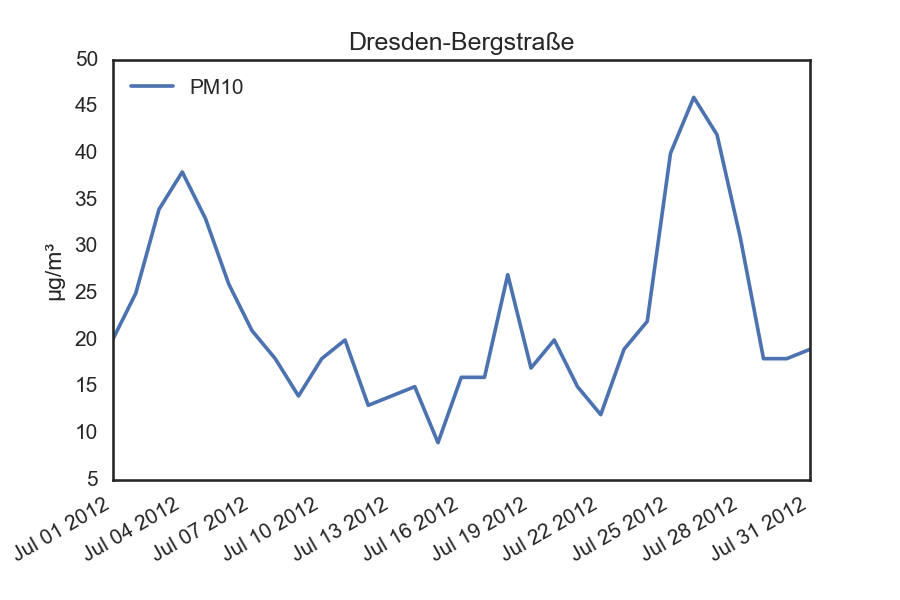 Dresden-Bergstraße
PM10
µg/m³
50
45
40
35
30
25
20
15
10
5
Jul 01 2012
Jul 04 2012
Jul 07 2012
Jul 10 2012
Jul 13 2012
Jul 16 2012
Jul 19 2012
Jul 22 2012
Jul 25 2012
Jul 28 2012
Jul 31 2012